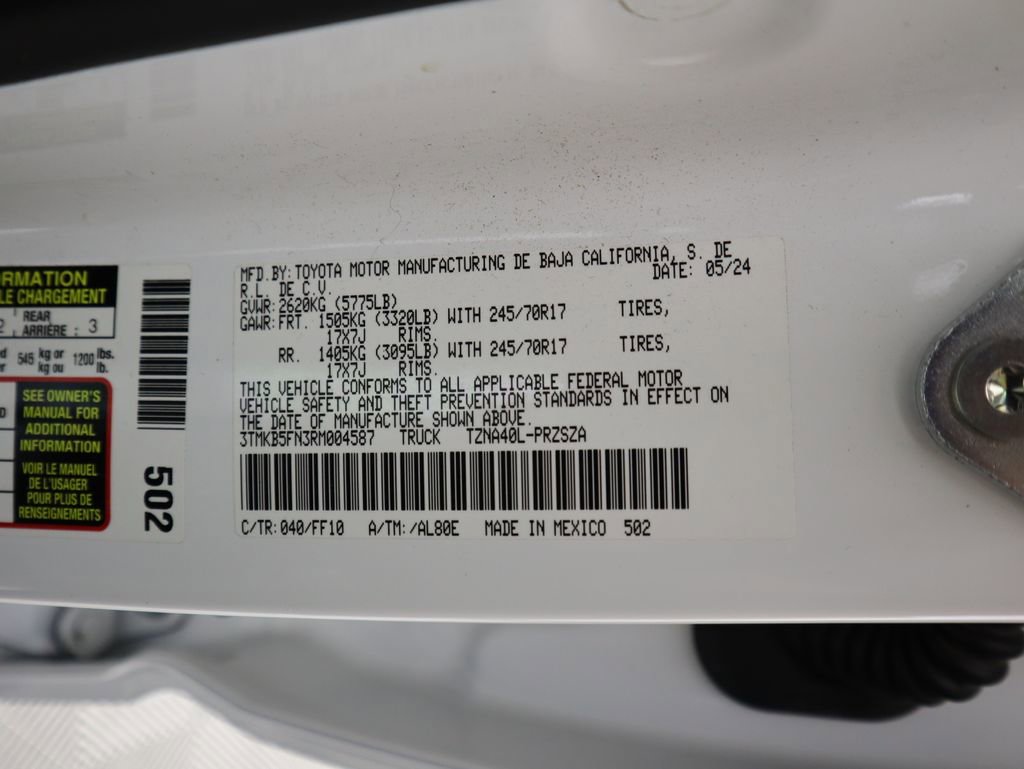 RMATION
LE CHARGEMENT
2 REAR ARRIÈRE : 3
545 kg or kg ou 1200 lbs. lb.
SEE OWNER'S
MANUAL FOR
ADDITIONAL
INFORMATION
VOIR LE MANUEL
DE L'USAGER
POUR PLUS DE
RENSEIGNEMENTS
502
MFD.BY:TOYOTA MOTOR MANUFACTURING DE BAJA CALIFORNIA, S. DE
R.L. DE C.V. DATE: 05/24
GVWR:2620KG (5775LB)
GAWR:FRT. 1505KG (3320LB) WITH 245/70R17 TIRES,
17X7J RIMS.
RR. 1405KG (3095LB) WITH 245/70R17 TIRES,
17X7J RIMS.
THIS VEHICLE CONFORMS TO ALL APPLICABLE FEDERAL MOTOR
VEHICLE SAFETY AND THEFT PREVENTION STANDARDS IN EFFECT ON
THE DATE OF MANUFACTURE SHOWN ABOVE.
3TMKB5FN3RM004587 TRUCK TZNA40L-PRZSZA
C/TR:040/FF10 A/TM:/AL80E MADE IN MEXICO 502